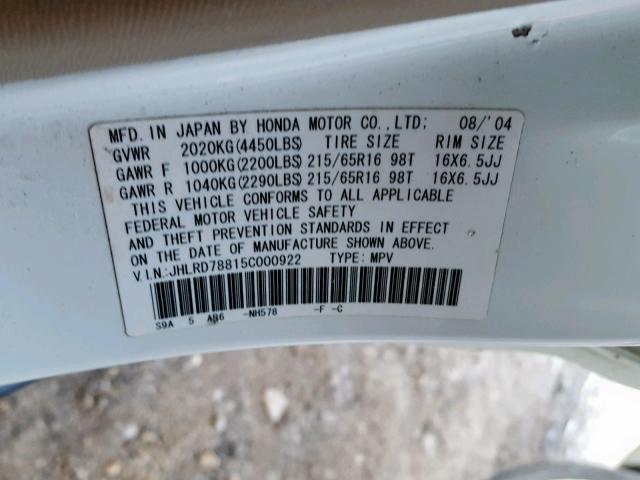 MFD. IN JAPAN BY HONDA MOTOR CO.,LTD; 08/'04
GVWR 2020KG(4450LBS) TIRE SIZE RIM SIZE
GAWR F 1000KG(2200LBS) 215/65R16 98T 16X6.5JJ
GAWR R 1040KG(2290LBS) 215/65R16 98T 16X6.5JJ
THIS VEHICLE CONFORMS TO ALL APPLICABLE
FEDERAL MOTOR VEHICLE SAFETY
AND THEFT PREVENTION STANDARDS IN EFFECT
ON THE DATE OF MANUFACTURE SHOWN ABOVE.
V.I.N.:JHLRD78815C000922 TYPE: MPV
S9A 5 AB6 -NH578 -F -C